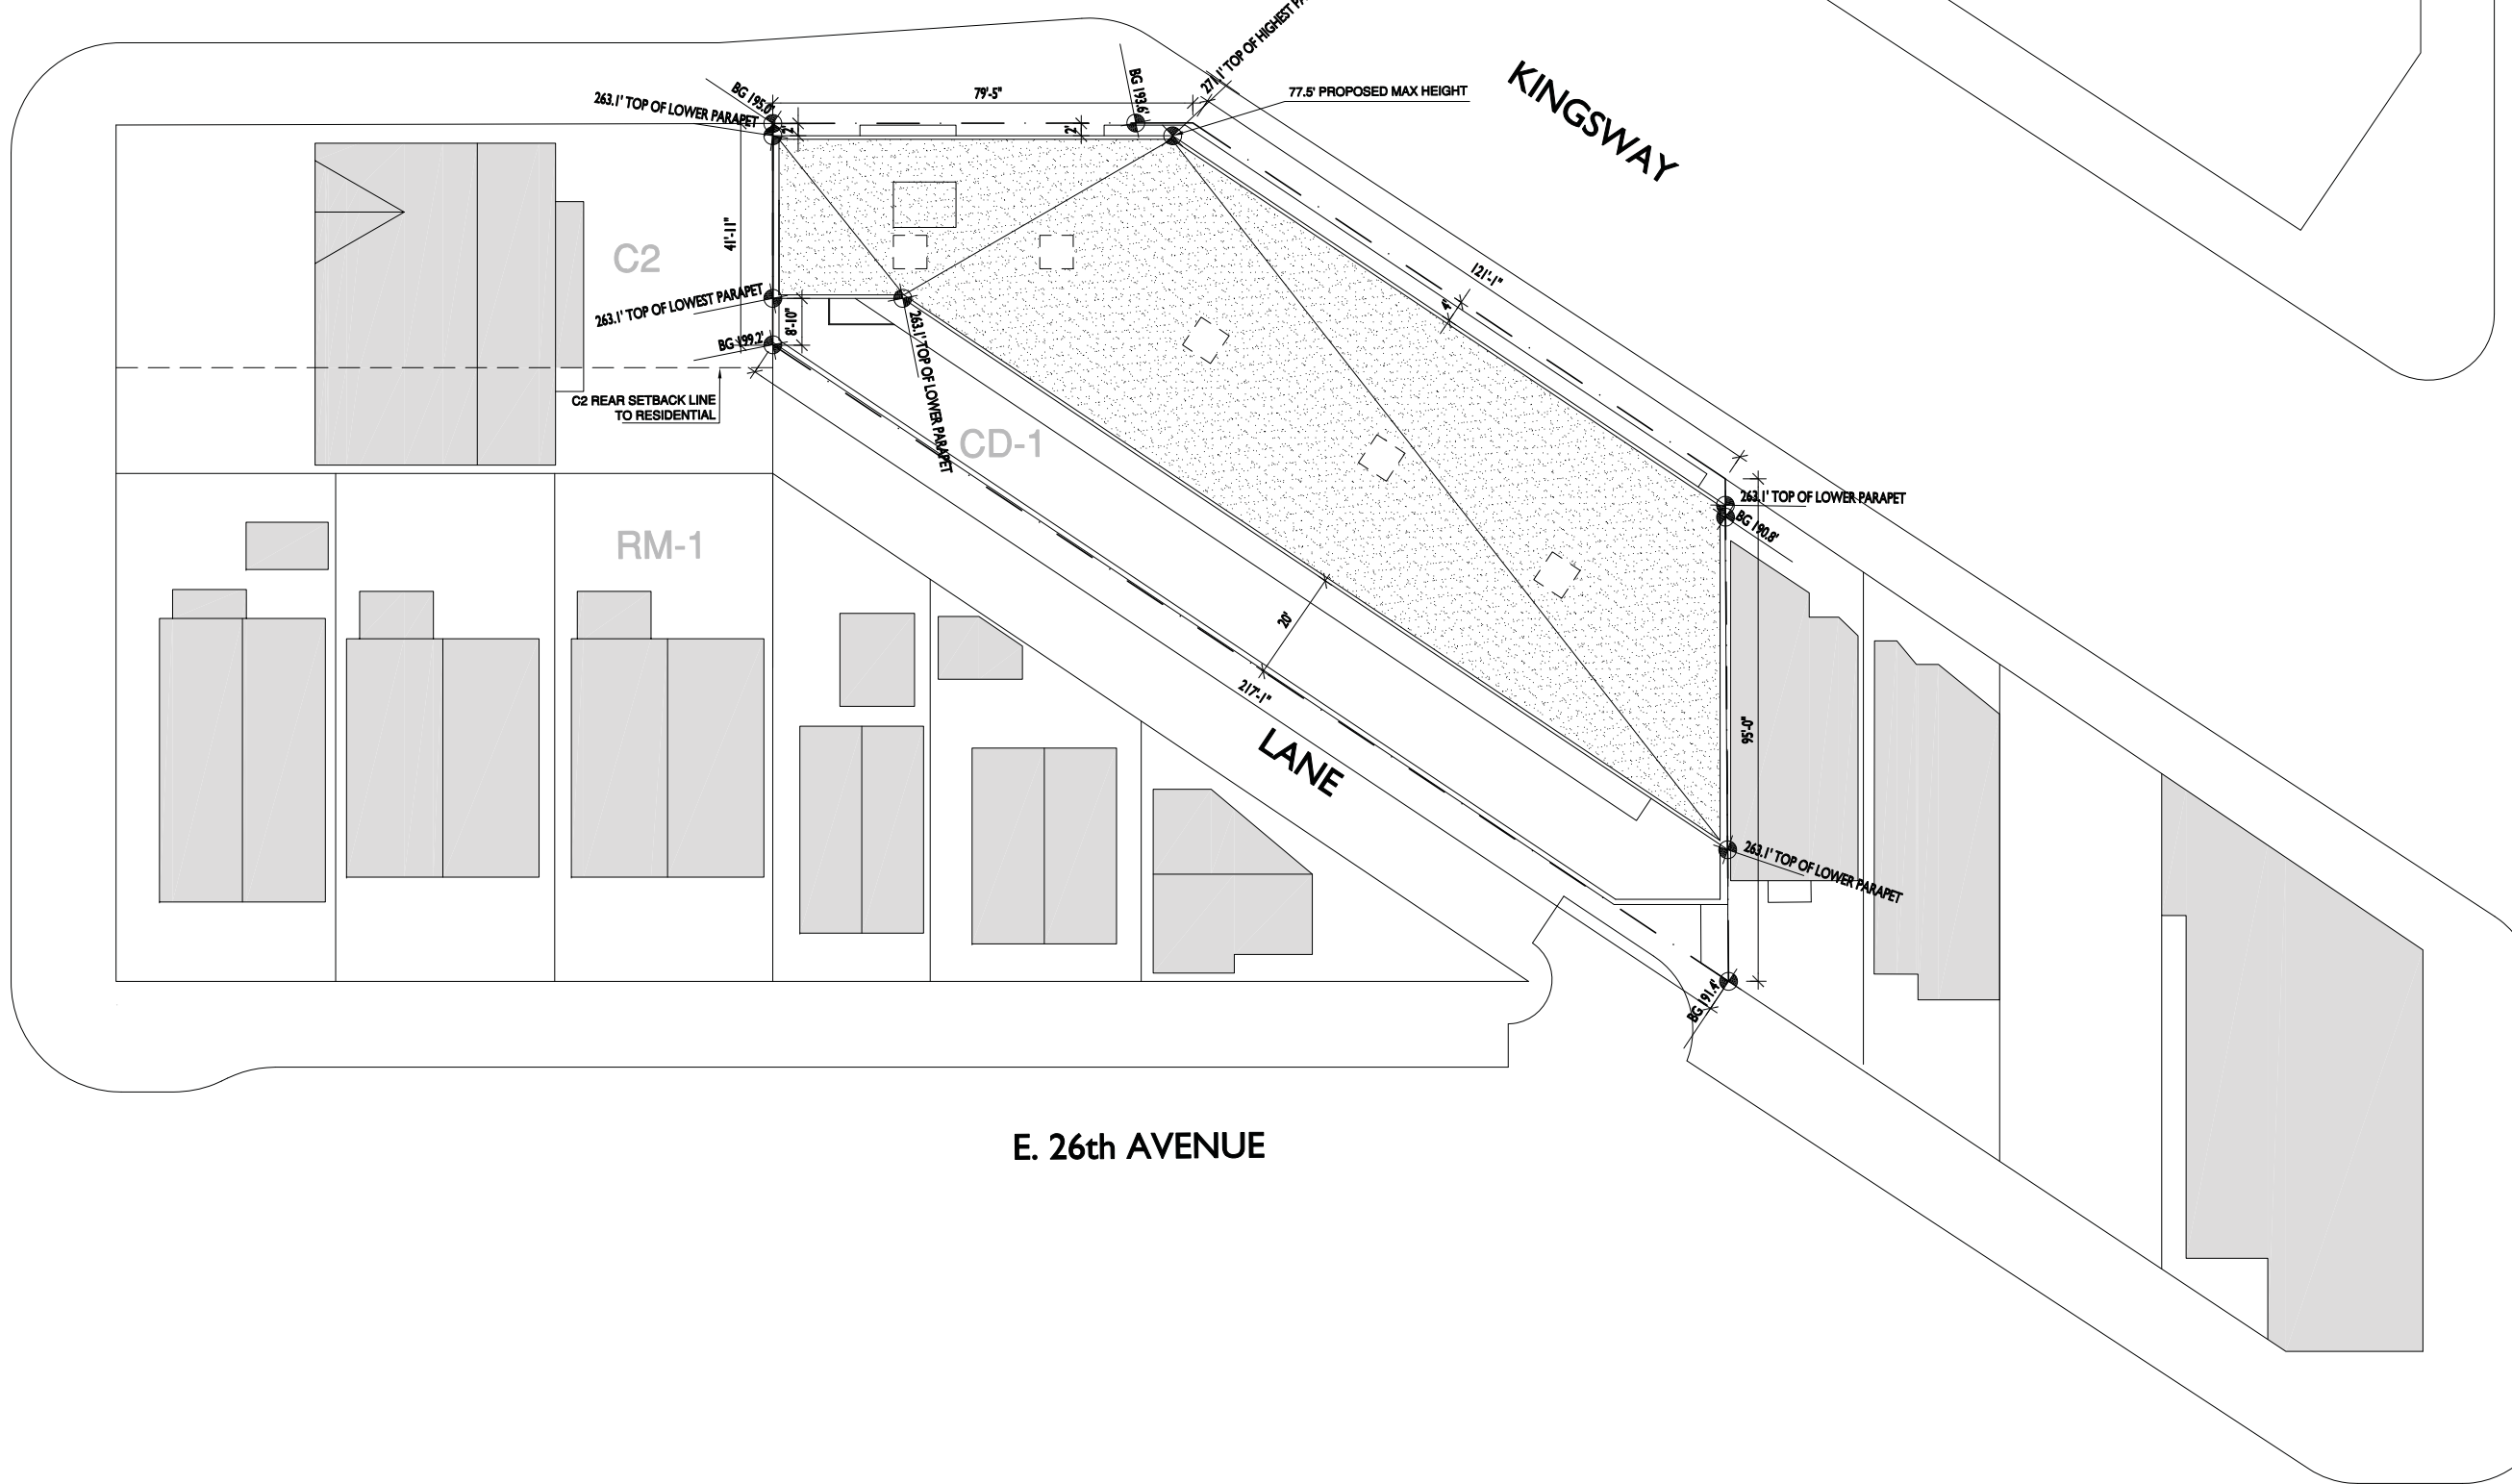 271.1' TOP OF HIGHEST
KINGSWAY
BG 195.0'
79'-5"
BG 193.6'
77.5' PROPOSED MAX HEIGHT
263.1' TOP OF LOWER PARAPET
2'
2'
41'-11"
C2
121'-1"
4'
263.1' TOP OF LOWEST PARAPET
8'-10"
BG 199.2'
263.1' TOP OF LOWER PARAPET
C2 REAR SETBACK LINE
TO RESIDENTIAL
CD-1
263.1' TOP OF LOWER PARAPET
BG 190.8'
RM-1
20'
217'-1"
95'-0"
LANE
263.1' TOP OF LOWER PARAPET
BG 191.4'
E. 26th AVENUE